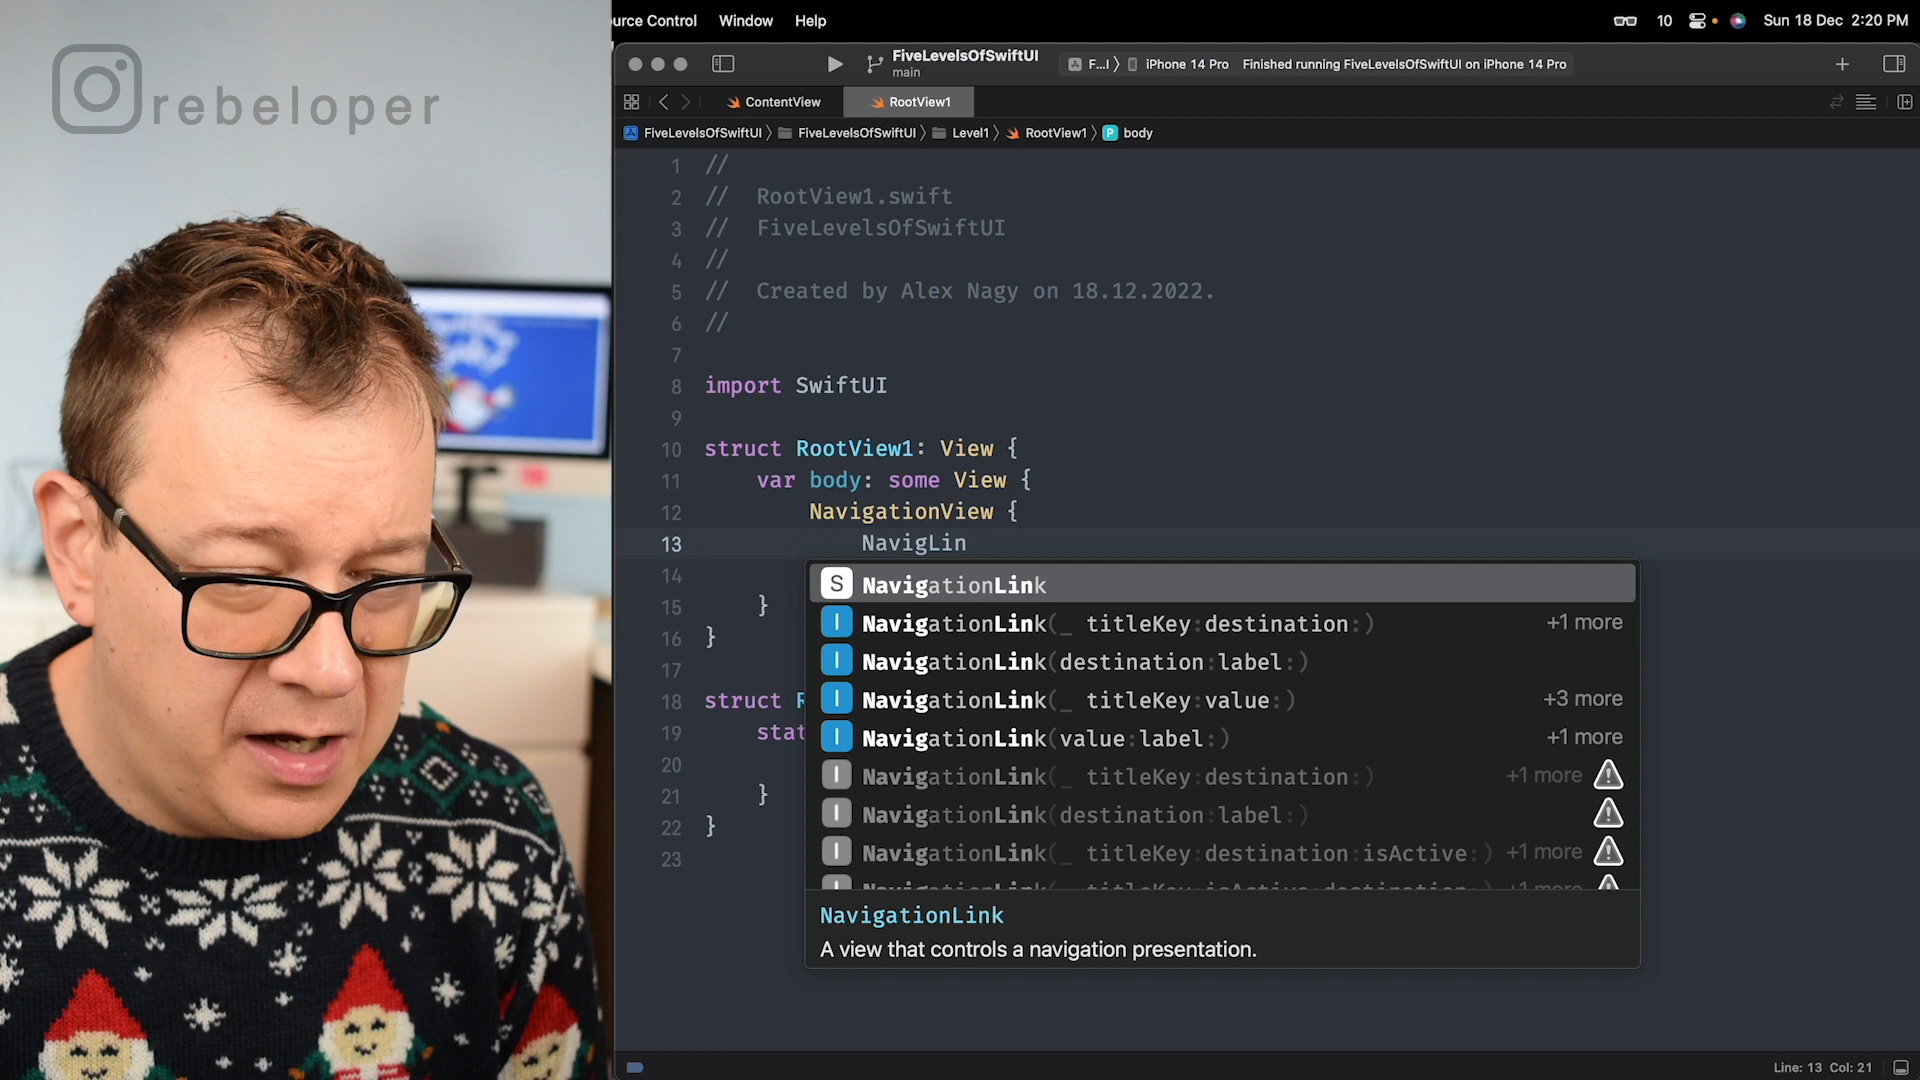 rebeloper
urce Control Window Help
10 Sun 18 Dec 2:20 PM
FiveLevelsOfSwiftUI
main
F...I ⟩ iPhone 14 Pro Finished running FiveLevelsOfSwiftUI on iPhone 14 Pro
ContentView RootView1
FiveLevelsOfSwiftUI ⟩ FiveLevelsOfSwiftUI ⟩ Level1 ⟩ RootView1 ⟩ P body
1 //
2 // RootView1.swift
3 // FiveLevelsOfSwiftUI
4 //
5 // Created by Alex Nagy on 18.12.2022.
6 //
7
8 import SwiftUI
9
10 struct RootView1: View {
11 var body: some View {
12 NavigationView {
13 NavigLin
14
15 }
16 }
17
18 struct R
19 stat
20
21 }
22 }
23
S NavigationLink
I NavigationLink(_ titleKey:destination:) +1 more
I NavigationLink(destination:label:)
I NavigationLink(_ titleKey:value:) +3 more
I NavigationLink(value:label:) +1 more
I NavigationLink(_ titleKey:destination:) +1 more
I NavigationLink(destination:label:)
I NavigationLink(_ titleKey:destination:isActive:) +1 more
NavigationLink(_ titleKey:isActive:destination:) +1 more
NavigationLink
A view that controls a navigation presentation.
Line: 13 Col: 21